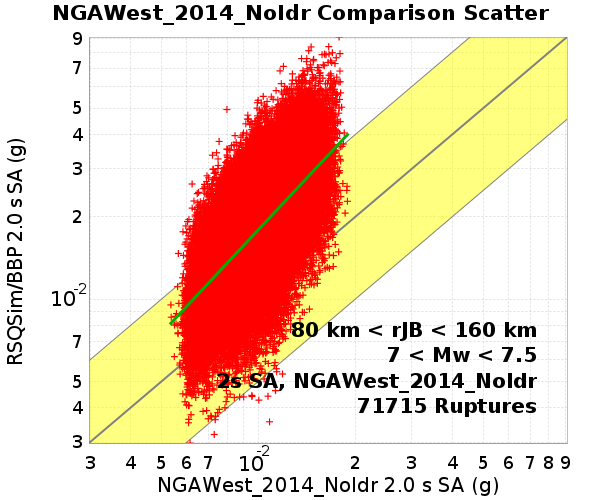 NGAWest_2014_NoIdr Comparison Scatter
RSQSim/BBP 2.0 s SA (g)
9
7
5
4
3
2
10-2
7
5
4
3
80 km < rJB < 160 km
7 < Mw < 7.5
2s SA, NGAWest_2014_NoIdr
71715 Ruptures
3 4 5 6 7 10-2 2 3 4 5 6 7 8 9
NGAWest_2014_NoIdr 2.0 s SA (g)